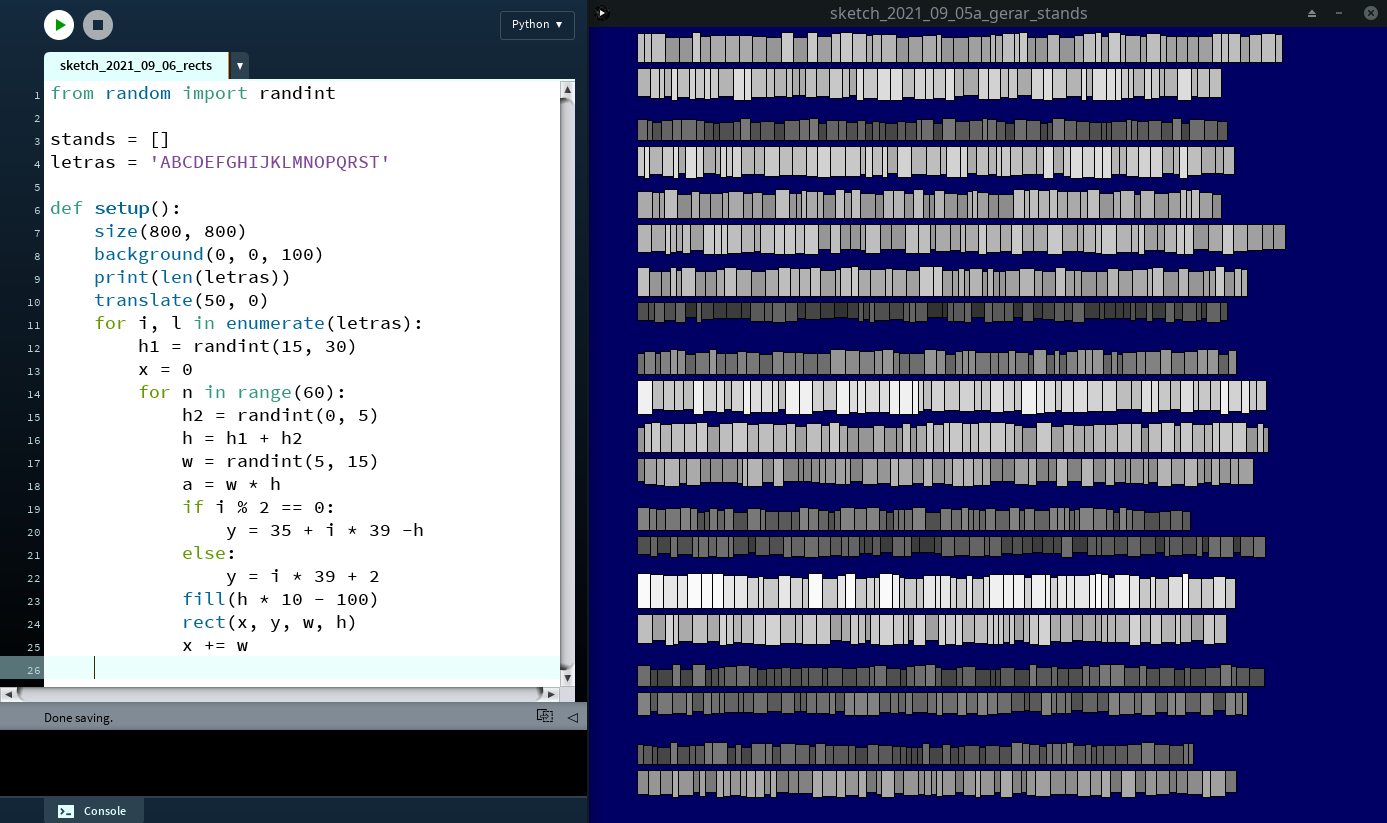 Python ▾
sketch_2021_09_06_rects ▾
1 from random import randint
2
3 stands = []
4 letras = 'ABCDEFGHIJKLMNOPQRST'
5
6 def setup():
7     size(800, 800)
8     background(0, 0, 100)
9     print(len(letras))
10     translate(50, 0)
11     for i, l in enumerate(letras):
12         h1 = randint(15, 30)
13         x = 0
14         for n in range(60):
15             h2 = randint(0, 5)
16             h = h1 + h2
17             w = randint(5, 15)
18             a = w * h
19             if i % 2 == 0:
20                 y = 35 + i * 39 -h
21             else:
22                 y = i * 39 + 2
23             fill(h * 10 - 100)
24             rect(x, y, w, h)
25             x += w
26
Done saving.
Console
sketch_2021_09_05a_gerar_stands